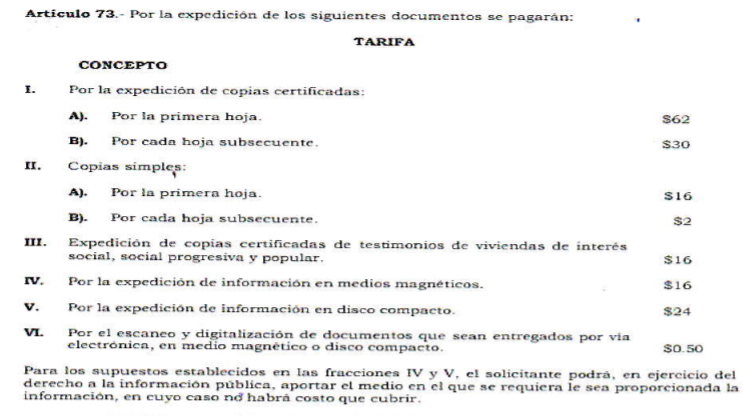 Artículo 73.- Por la expedición de los siguientes documentos se pagarán:
TARIFA
CONCEPTO
I. Por la expedición de copias certificadas:
A). Por la primera hoja. $62
B). Por cada hoja subsecuente. $30
II. Copias simples:
A). Por la primera hoja. $16
B). Por cada hoja subsecuente. $2
III. Expedición de copias certificadas de testimonios de viviendas de interés
social, social progresiva y popular. $16
IV. Por la expedición de información en medios magnéticos. $16
V. Por la expedición de información en disco compacto. $24
VI. Por el escaneo y digitalización de documentos que sean entregados por vía
electrónica, en medio magnético o disco compacto. $0.50
Para los supuestos establecidos en las fracciones IV y V, el solicitante podrá, en ejercicio del
derecho a la información pública, aportar el medio en el que se requiera le sea proporcionada la
información, en cuyo caso no habrá costo que cubrir.